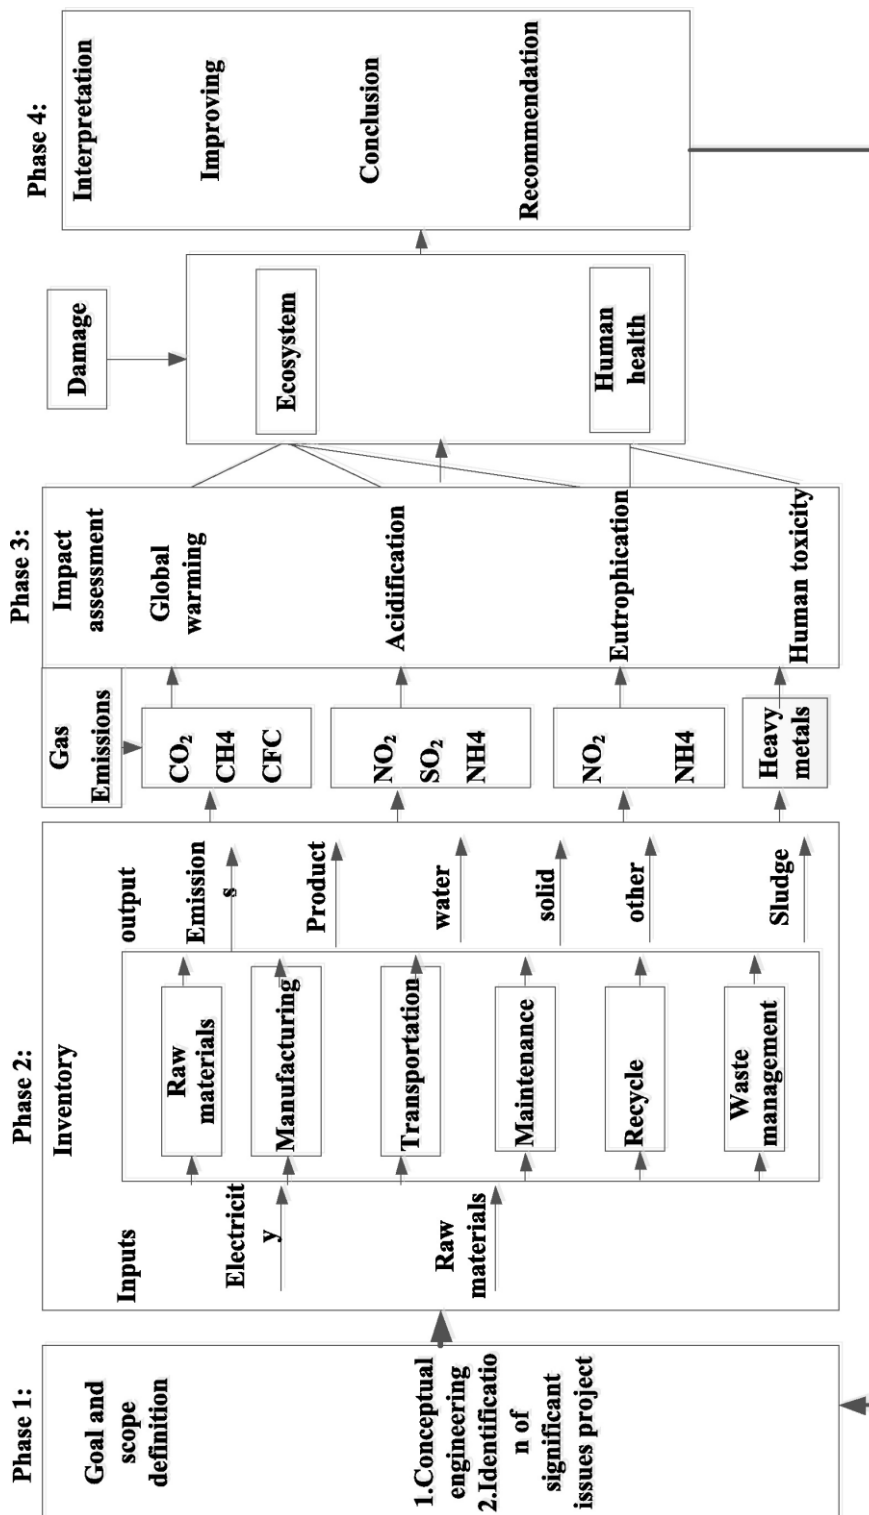 Phase 1:
Goal and
scope
definition
1.Conceptual
engineering
2.Identificatio
n of
significant
issues project
Phase 2:
Inventory
Inputs
Electricit
y
Raw
materials
Raw
materials
Manufacturing
Transportation
Maintenance
Recycle
Waste
management
output
Emission
s
Product
water
solid
other
Sludge
Gas
Emissions
CO₂
CH4
CFC
NO₂
SO₂
NH4
NO₂
NH4
Heavy
metals
Phase 3:
Impact
assessment
Global
warming
Acidification
Eutrophication
Human toxicity
Damage
Ecosystem
Human
health
Phase 4:
Interpretation
Improving
Conclusion
Recommendation